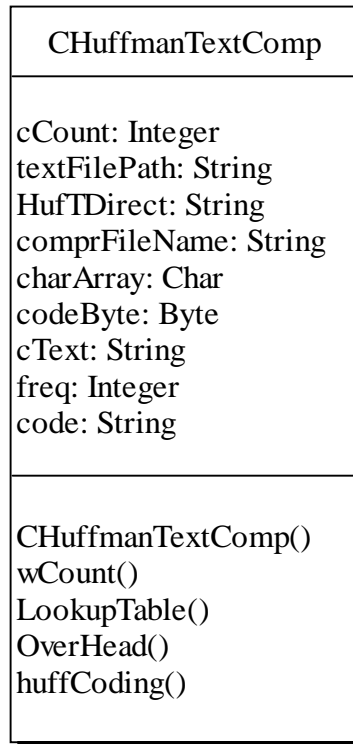 CHuffmanTextComp
cCount: Integer
textFilePath: String
HufTDirect: String
comprFileName: String
charArray: Char
codeByte: Byte
cText: String
freq: Integer
code: String
CHuffmanTextComp()
wCount()
LookupTable()
OverHead()
huffCoding()